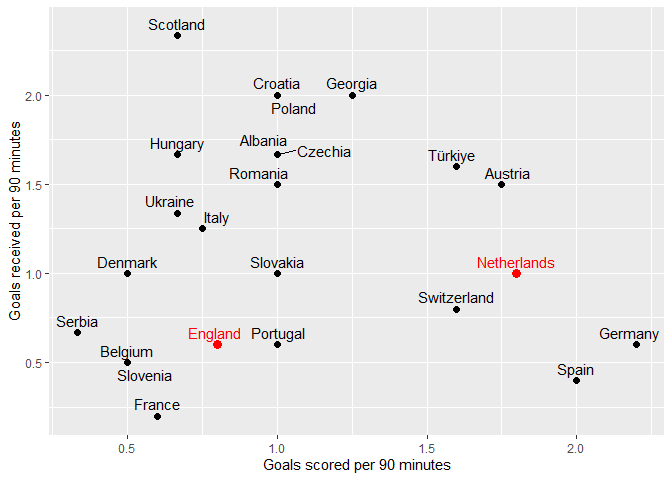 Scotland
Croatia
Georgia
2.0
Poland
Albania
Hungary
Czechia
Türkiye
Romania
Austria
1.5
Ukraine
Italy
Denmark
Slovakia
Netherlands
1.0
Switzerland
Serbia
England
Portugal
Germany
Belgium
0.5
Slovenia
Spain
France
0.5 1.0 1.5 2.0
Goals scored per 90 minutes
Goals received per 90 minutes